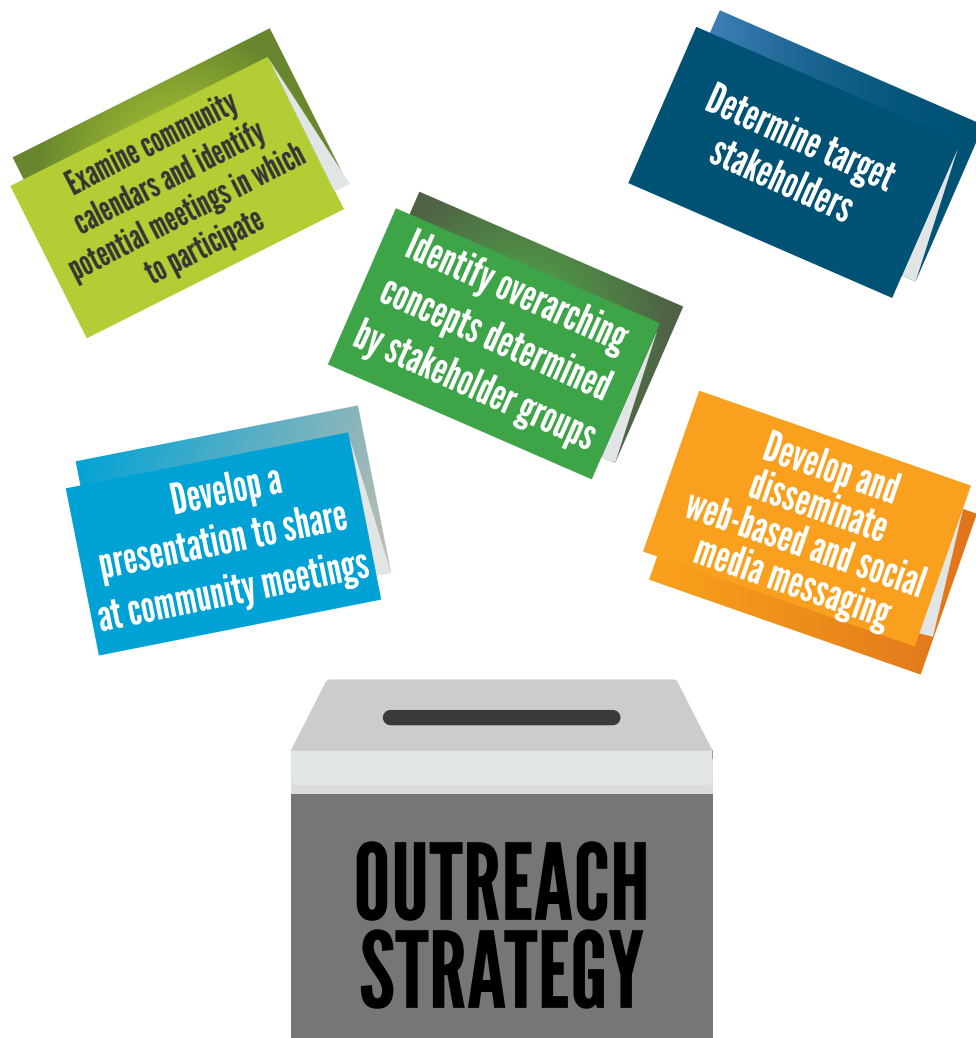 Examine community
calendars and identify
potential meetings in which
to participate
Determine target
stakeholders
Identify overarching
concepts determined
by stakeholder groups
Develop a
presentation to share
at community meetings
Develop and
disseminate
web-based and social
media messaging
OUTREACH
STRATEGY